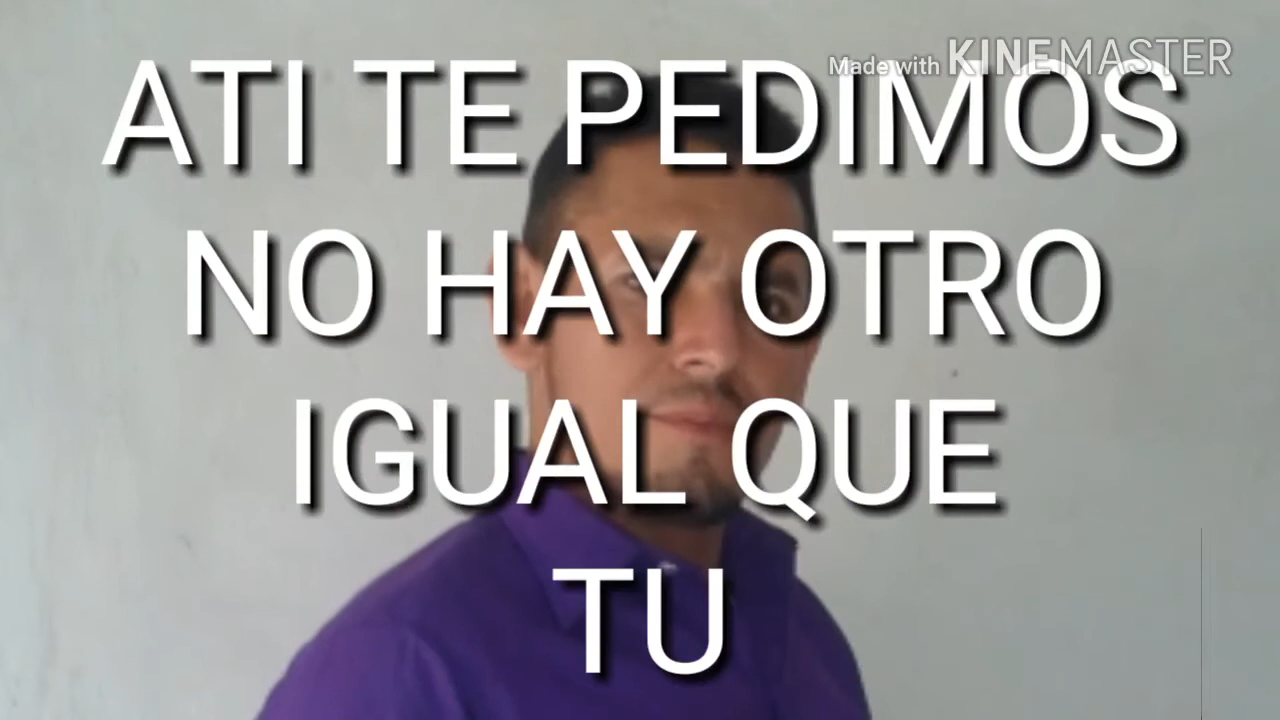 Made with KINEMASTER
ATI TE PEDIMOS
NO HAY OTRO
IGUAL QUE
TU